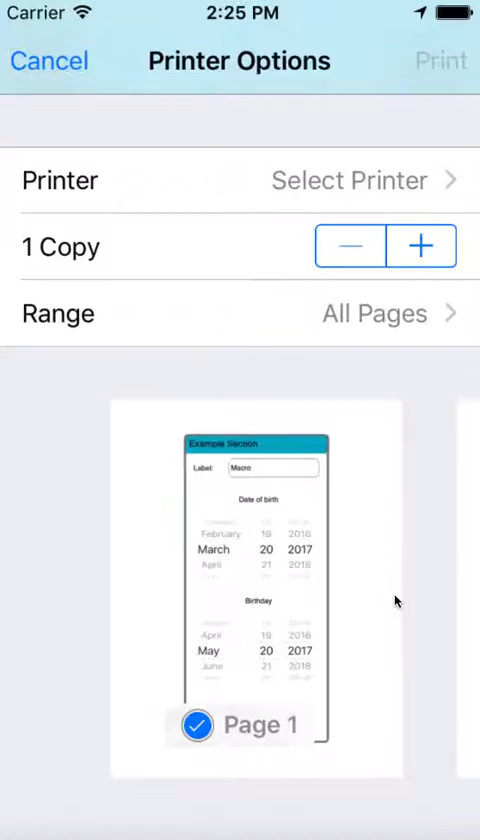 Carrier 2:25 PM
Cancel Printer Options Print
Printer Select Printer
1 Copy
Range All Pages
Example Section
Label: Macro
Date of birth
February 19 2016
March 20 2017
April 21 2018
Birthday
April 19 2016
May 20 2017
June 21 2018
Page 1